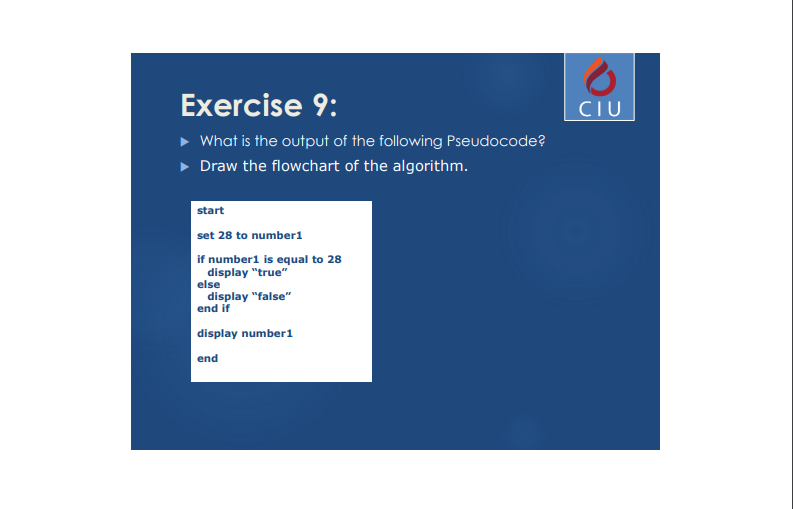 CIU
Exercise 9:
What is the output of the following Pseudocode?
Draw the flowchart of the algorithm.
start
set 28 to number1
if number1 is equal to 28
display “true”
else
display “false”
end if
display number1
end